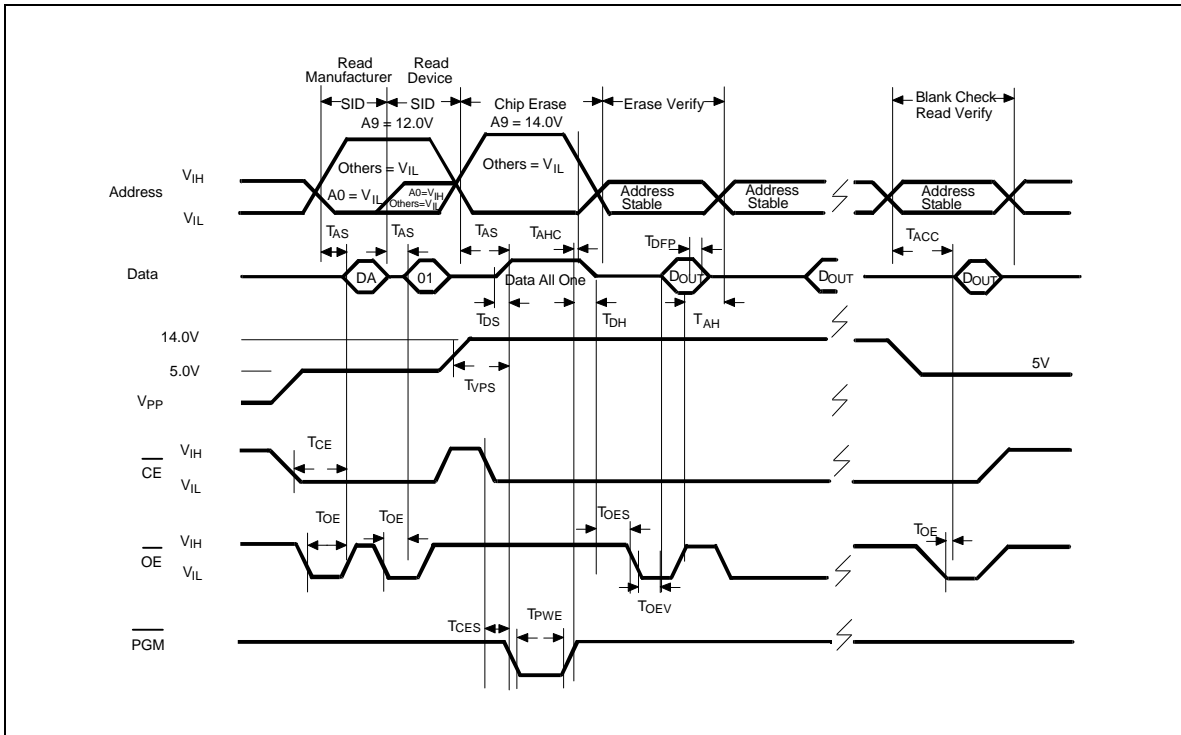 Read
Manufacturer
SID
Read
Device
SID
Chip Erase
Erase Verify
Blank Check
Read Verify
A9 = 12.0V
A9 = 14.0V
Others = VIL
Others = VIL
Address
VIH
VIL
A0 = VIL
A0=VIH
Others=VIL
Address
Stable
Address
Stable
Address
Stable
TAS
TAS
TAS
TAHC
TDFP
TACC
Data
DA
01
Data All One
DOUT
DOUT
DOUT
TDS
TDH
TAH
14.0V
5.0V
VPP
TVPS
5V
CE
VIH
VIL
TCE
OE
VIH
VIL
TOE
TOE
TOES
TOE
TOEV
PGM
TCES
TPWE